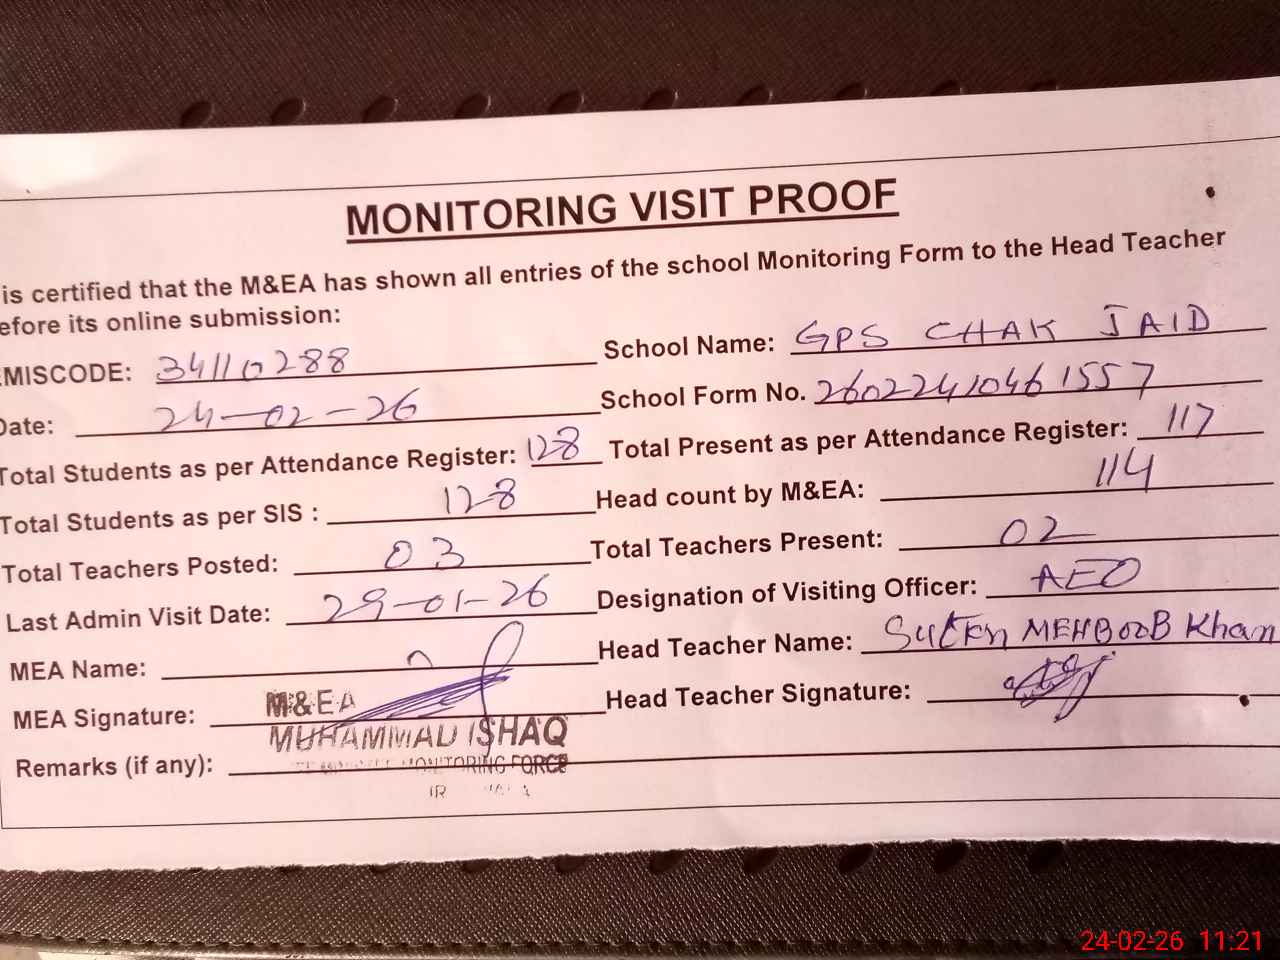 MONITORING VISIT PROOF
is certified that the M&EA has shown all entries of the school Monitoring Form to the Head Teacher
efore its online submission:
EMISCODE: 34110288 School Name: GPS CHAK JAID
Date: 24-02-26 School Form No. 26022410461557
Total Students as per Attendance Register: 128 Total Present as per Attendance Register: 117
Total Students as per SIS : 128 Head count by M&EA: 114
Total Teachers Posted: 03 Total Teachers Present: 02
Last Admin Visit Date: 29-01-26 Designation of Visiting Officer: AEO
MEA Name: Head Teacher Name: Sultan MEHBOOB Khan
MEA Signature: M&EA Head Teacher Signature:
MUHAMMAD ISHAQ
Remarks (if any): MONITORING FORCE
24-02-26 11:21